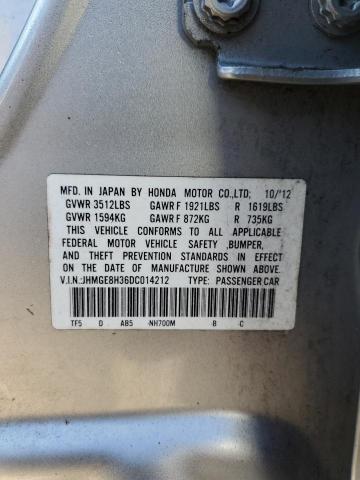 MFD. IN JAPAN BY HONDA MOTOR CO.,LTD; 10/'12
GVWR 3512LBS GAWR F 1921LBS R 1619LBS
GVWR 1594KG GAWR F 872KG R 735KG
THIS VEHICLE CONFORMS TO ALL APPLICABLE
FEDERAL MOTOR VEHICLE SAFETY ,BUMPER,
AND THEFT PREVENTION STANDARDS IN EFFECT
ON THE DATE OF MANUFACTURE SHOWN ABOVE.
V.I.N.:JHMGE8H36DC014212 TYPE: PASSENGER CAR
TF5 D AB5 -NH700M B C